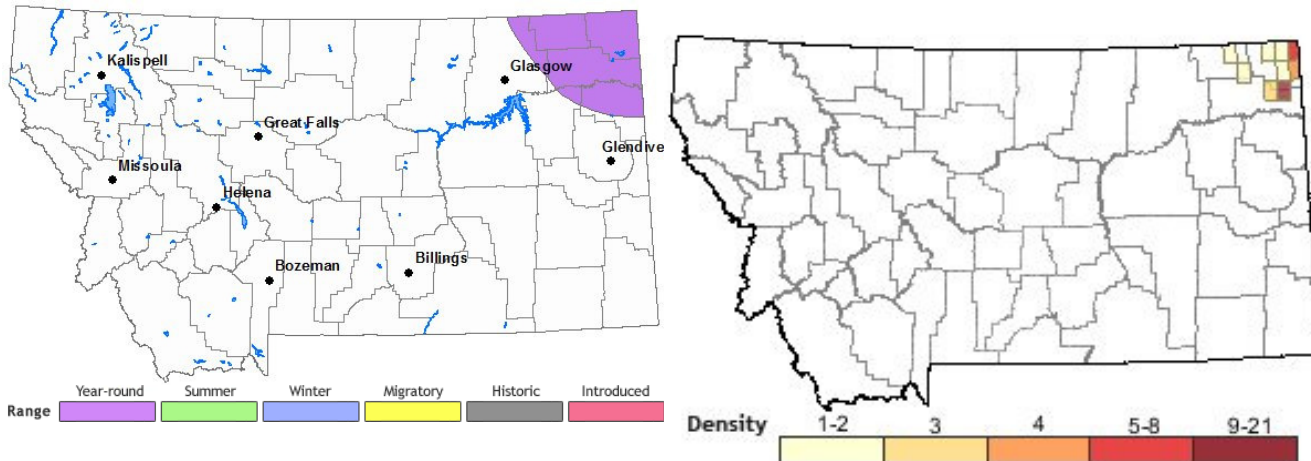 Kalispell
Glasgow
Great Falls
Glendive
Missoula
Helena
Bozeman
Billings
Year-round Summer Winter Migratory Historic Introduced
Range
Density 1-2 3 4 5-8 9-21